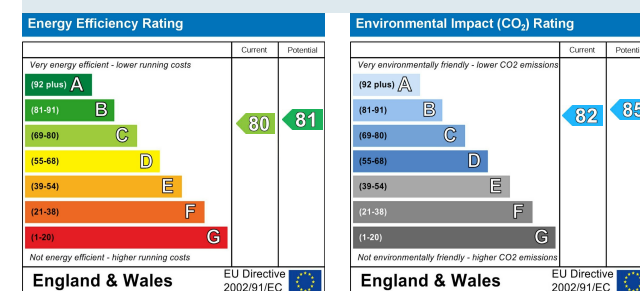 Energy Efficiency Rating
Current Potential
Very energy efficient - lower running costs
(92 plus) A
(81-91) B
(69-80) C
(55-68) D
(39-54) E
(21-38) F
(1-20) G
80 81
Not energy efficient - higher running costs
England & Wales
EU Directive
2002/91/EC
Environmental Impact (CO2) Rating
Current Potenti
Very environmentally friendly - lower CO2 emissions
(92 plus) A
(81-91) B
(69-80) C
(55-68) D
(39-54) E
(21-38) F
(1-20) G
82 85
Not environmentally friendly - higher CO2 emissions
England & Wales
EU Directive
2002/91/EC